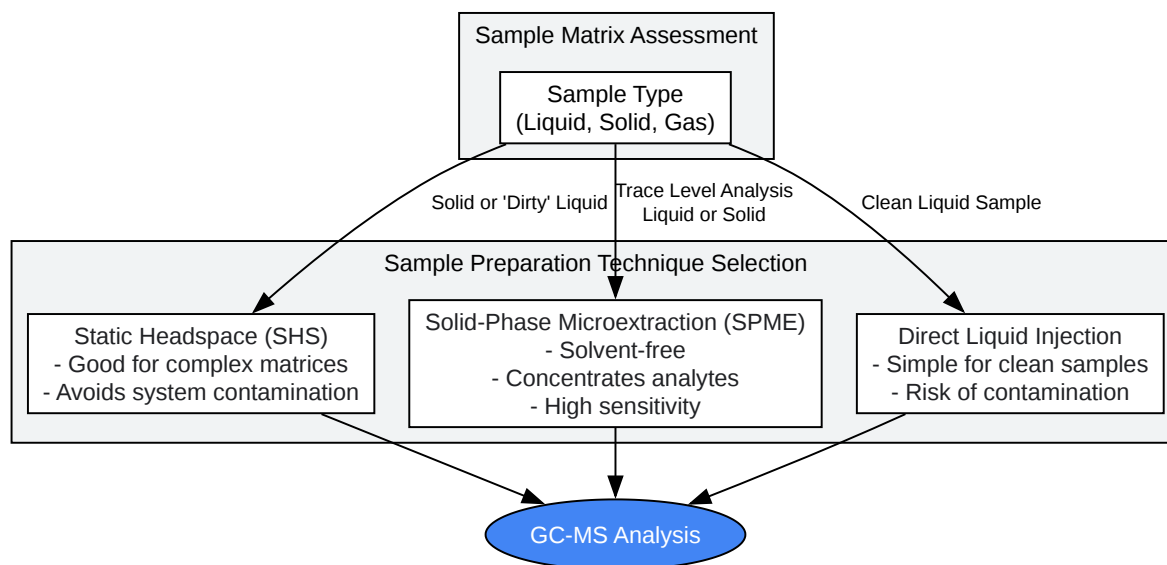 Sample Matrix Assessment
Sample Type
(Liquid, Solid, Gas)
Solid or 'Dirty' Liquid
Trace Level Analysis
Liquid or Solid
Clean Liquid Sample
Sample Preparation Technique Selection
Static Headspace (SHS)
- Good for complex matrices
- Avoids system contamination
Solid-Phase Microextraction (SPME)
- Solvent-free
- Concentrates analytes
- High sensitivity
Direct Liquid Injection
- Simple for clean samples
- Risk of contamination
GC-MS Analysis